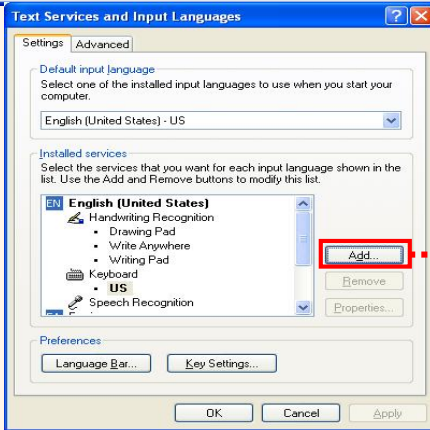 Text Services and Input Languages
Settings Advanced
Default input language
Select one of the installed input languages to use when you start your
computer.
English (United States) - US
Installed services
Select the services that you want for each input language shown in the
list. Use the Add and Remove buttons to modify this list.
EN English (United States)
Handwriting Recognition
• Drawing Pad
• Write Anywhere
• Writing Pad
Keyboard
• US
Speech Recognition
Add...
Remove
Properties...
Preferences
Language Bar...
Key Settings...
OK
Cancel
Apply